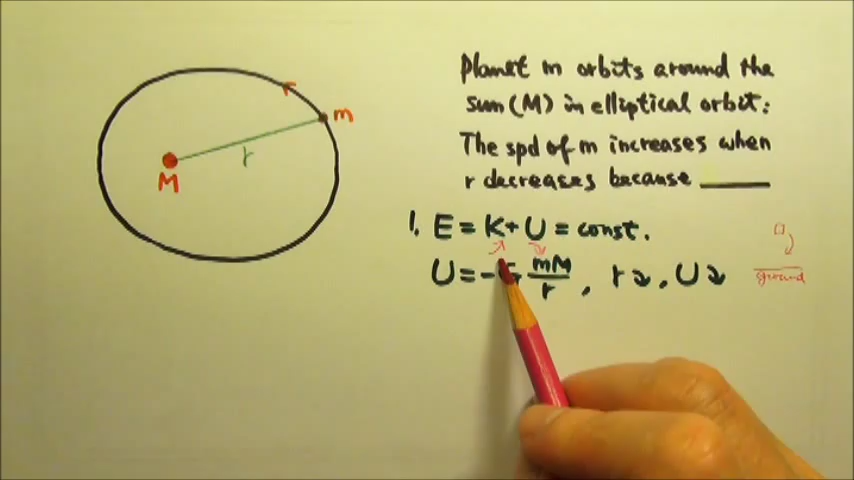 Planet m orbits around the
sun (M) in elliptical orbit:
The spd of m increases when
r decreases because ____
m
r
M
1. E = K + U = const.
U = -G mM/r , r↘, U↘
ground